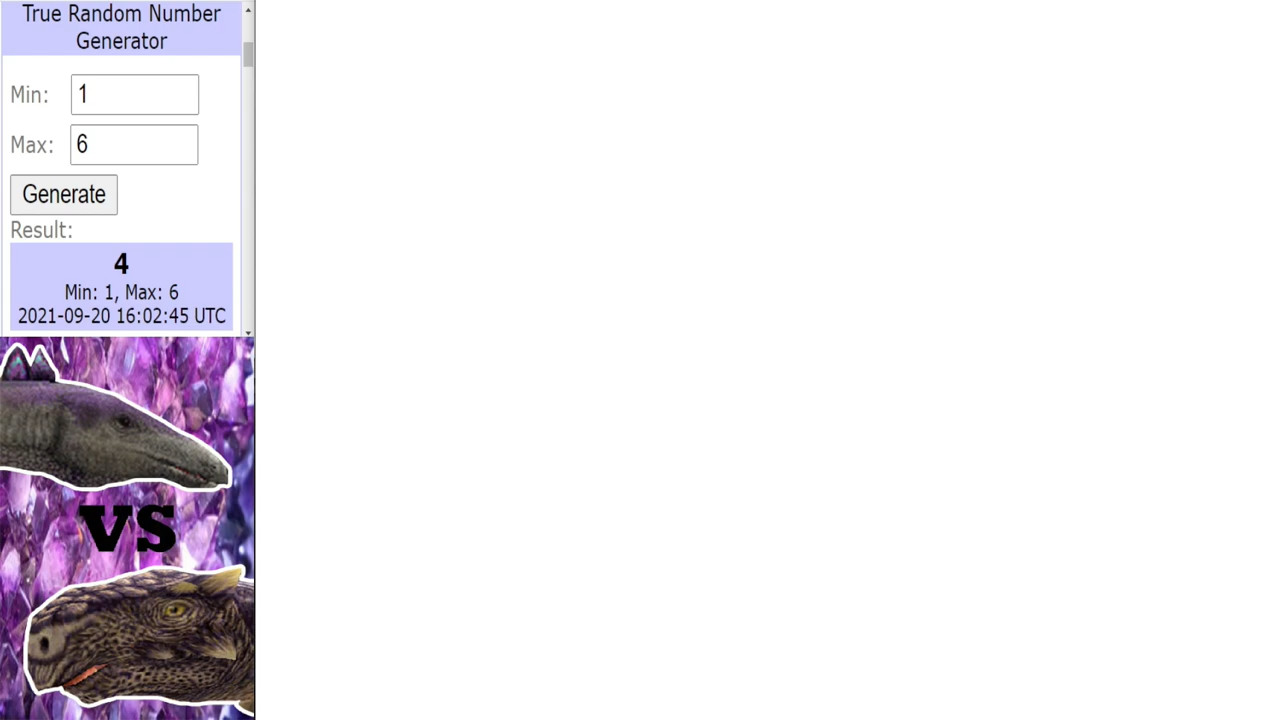 True Random Number
Generator
Min: 1
Max: 6
Generate
Result:
4
Min: 1, Max: 6
2021-09-20 16:02:45 UTC
vs